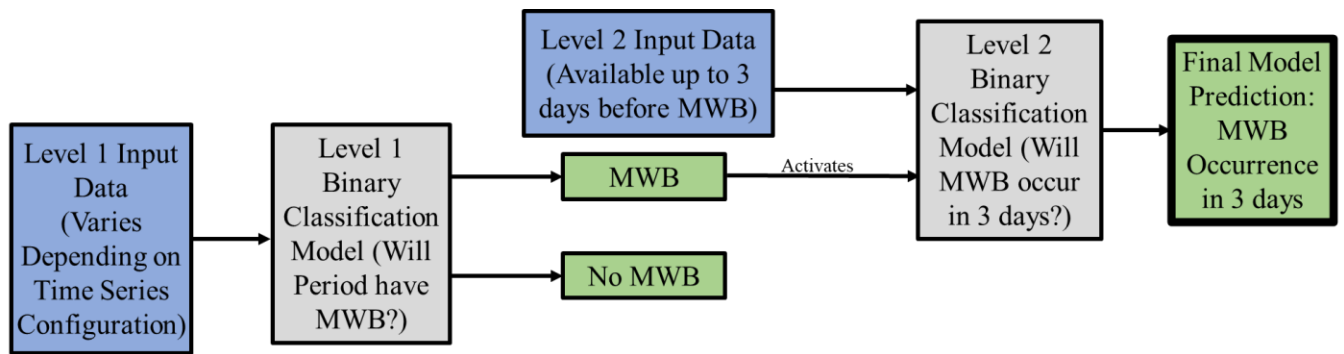 Level 1 Input
Data
(Varies
Depending on
Time Series
Configuration)
Level 1
Binary
Classification
Model (Will
Period have
MWB?)
Level 2 Input Data
(Available up to 3
days before MWB)
MWB
Activates
No MWB
Level 2
Binary
Classification
Model (Will
MWB occur
in 3 days?)
Final Model
Prediction:
MWB
Occurrence
in 3 days